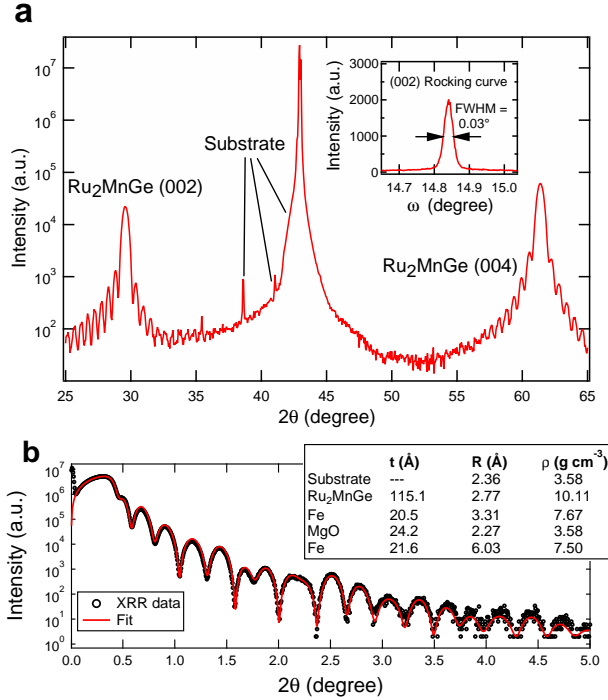 a
Intensity (a.u.)
10⁷
10⁶
10⁵
10⁴
10³
10²
Ru₂MnGe (002)
Substrate
Ru₂MnGe (004)
25 30 35 40 45 50 55 60 65
2θ (degree)
Intensity (a.u.)
3000
2000
1000
0
(002) Rocking curve
FWHM =
0.03°
14.7 14.8 14.9 15.0
ω (degree)
b
Intensity (a.u.)
10⁷
10⁶
10⁵
10⁴
10³
10²
10¹
10⁰
t (Å) R (Å) ρ (g cm⁻³)
Substrate --- 2.36 3.58
Ru₂MnGe 115.1 2.77 10.11
Fe 20.5 3.31 7.67
MgO 24.2 2.27 3.58
Fe 21.6 6.03 7.50
XRR data
Fit
0.0 0.5 1.0 1.5 2.0 2.5 3.0 3.5 4.0 4.5 5.0
2θ (degree)